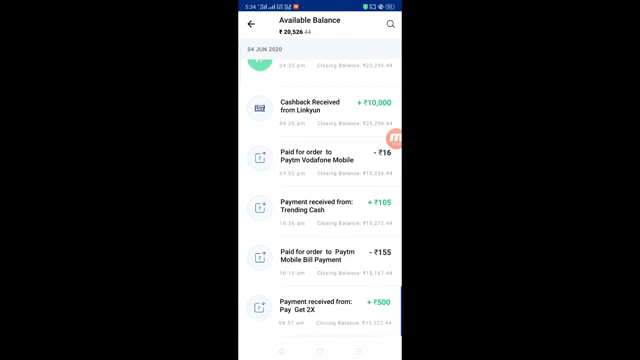 5:34
Available Balance
₹ 20,526.44
04 JUN 2020
04:25 pm Closing Balance: ₹20,256.44
Cashback Received + ₹10,000
from Linkyun
04:20 pm Closing Balance: ₹25,256.44
Paid for order to - ₹16
Paytm Vodafone Mobile
04:02 pm Closing Balance: ₹15,256.44
Payment received from: + ₹105
Trending Cash
10:38 am Closing Balance: ₹15,272.44
Paid for order to Paytm - ₹155
Mobile Bill Payment
10:10 am Closing Balance: ₹15,167.44
Payment received from: + ₹500
Pay Get 2X
08:51 am Closing Balance: ₹15,322.44